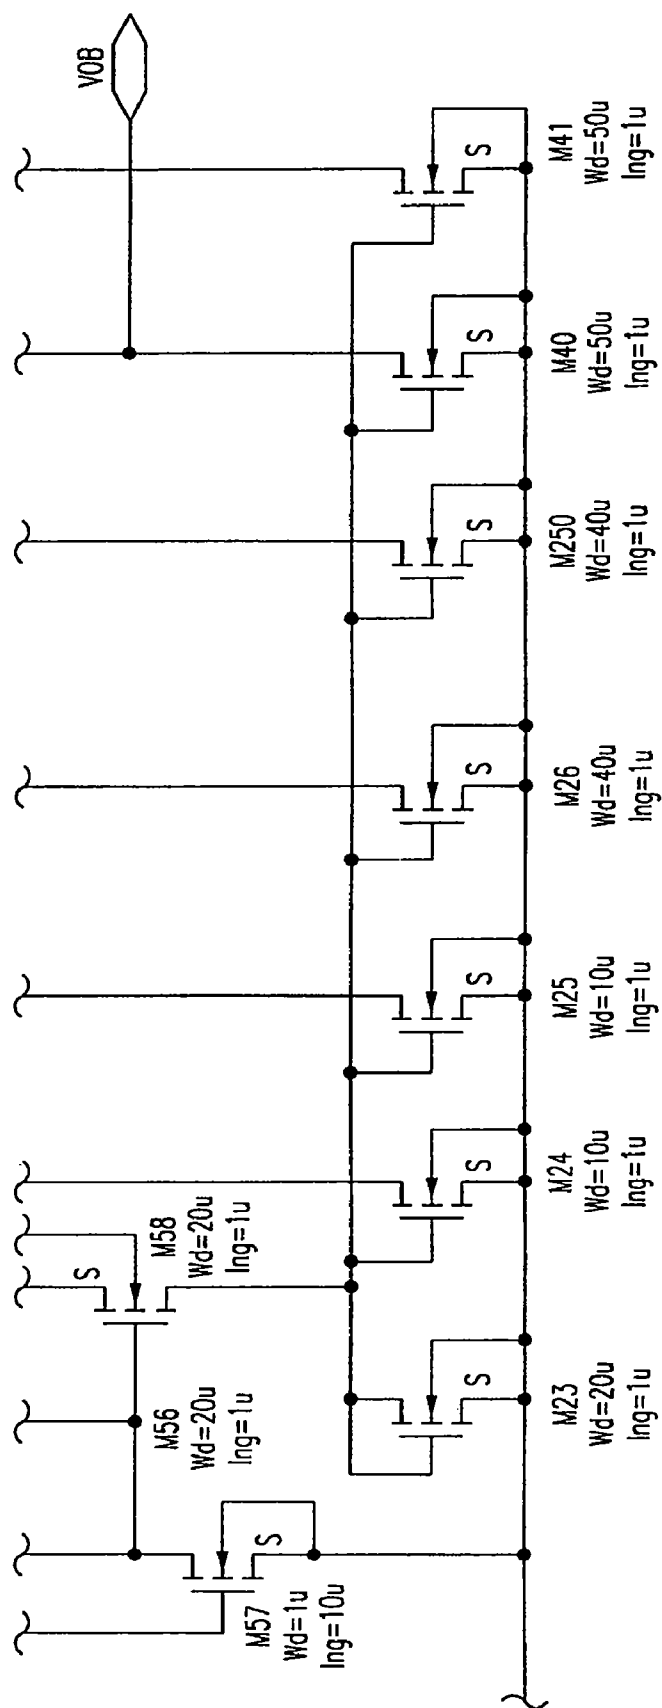 VOB
S
M41
Wd=50u
lng=1u
S
M40
Wd=50u
lng=1u
S
M250
Wd=40u
lng=1u
S
M26
Wd=40u
lng=1u
S
M25
Wd=10u
lng=1u
S
M24
Wd=10u
lng=1u
S
M58
Wd=20u
lng=1u
M56
Wd=20u
lng=1u
S
M23
Wd=20u
lng=1u
S
M57
Wd=1u
lng=10u